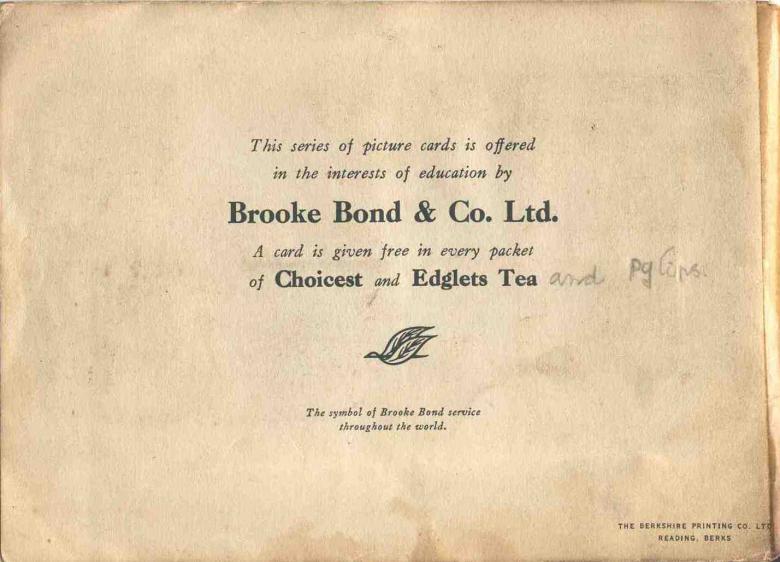 This series of picture cards is offered
in the interests of education by
Brooke Bond & Co. Ltd.
A card is given free in every packet
of Choicest and Edglets Tea and Pg Tips.
The symbol of Brooke Bond service
throughout the world.
THE BERKSHIRE PRINTING CO. LTD
READING, BERKS